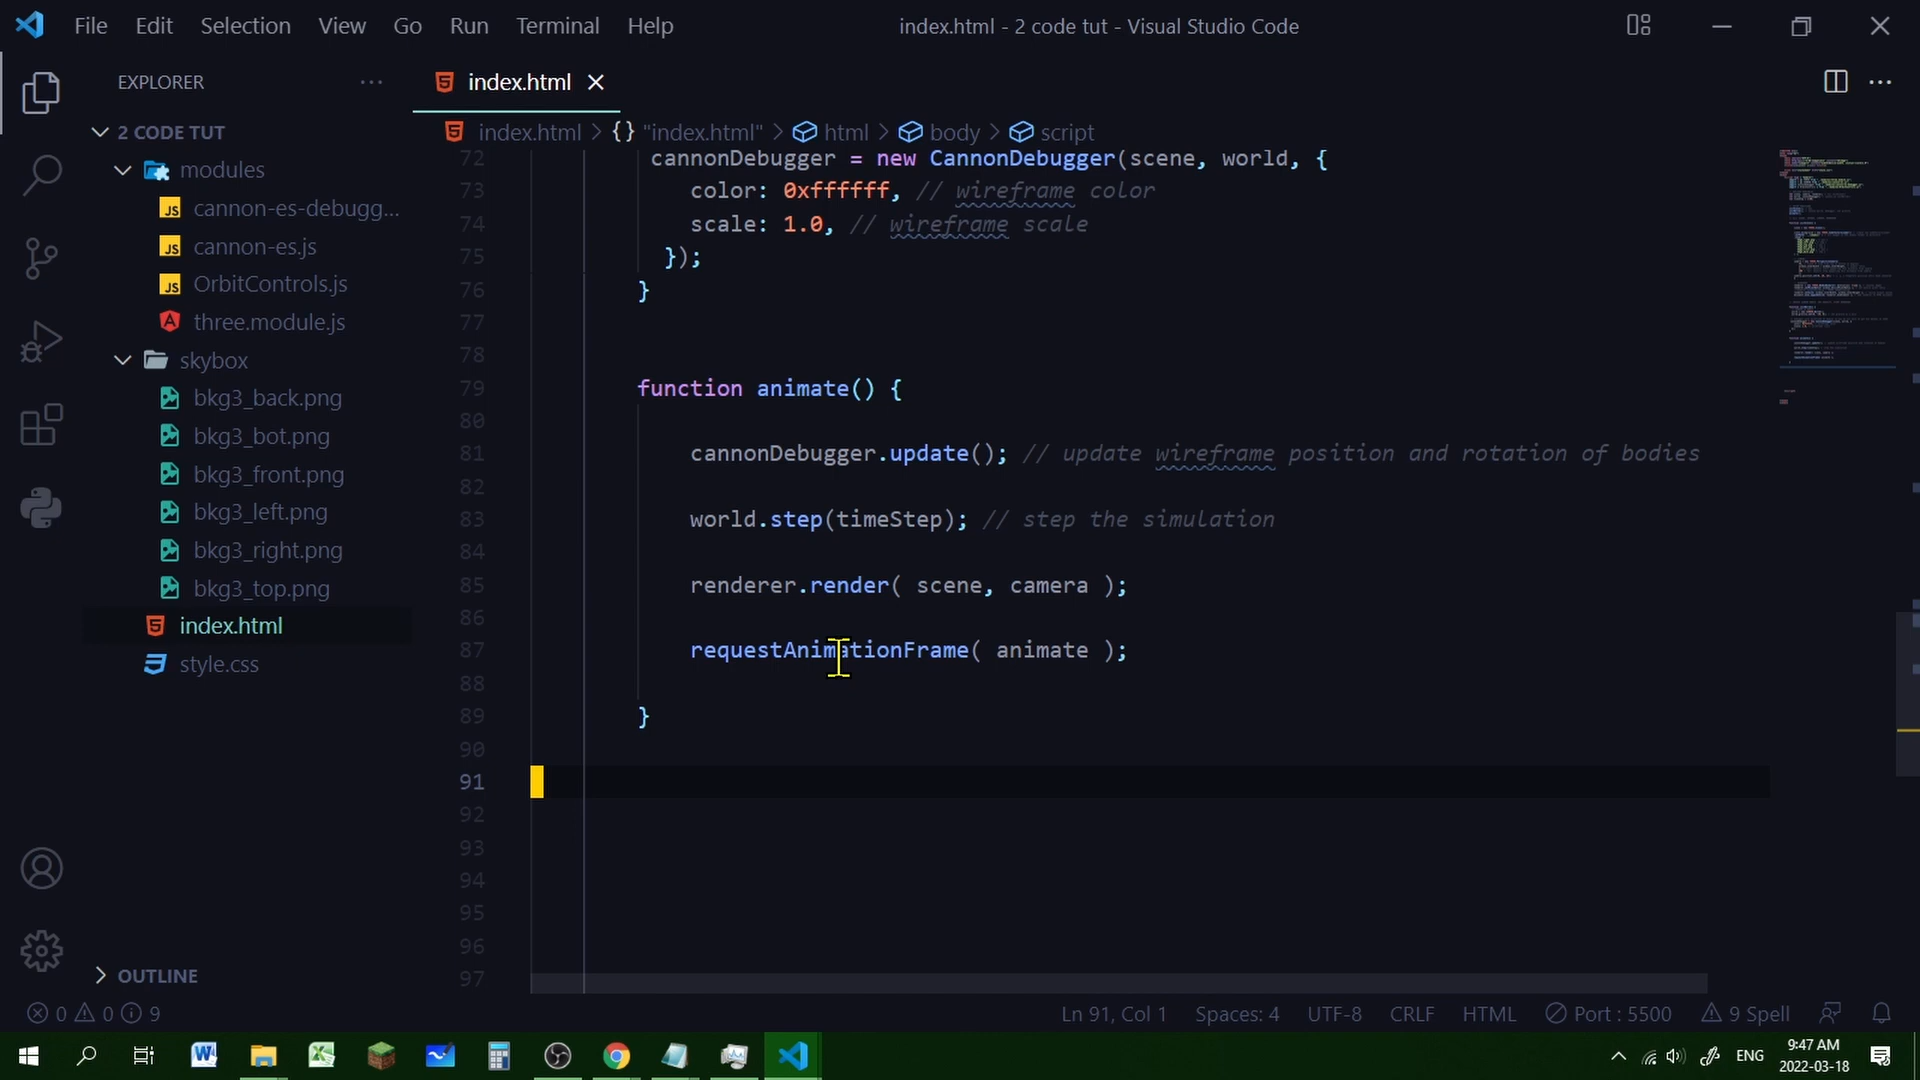 File Edit Selection View Go Run Terminal Help
index.html - 2 code tut - Visual Studio Code
EXPLORER
index.html
2 CODE TUT
index.html > {} "index.html" > html > body > script
modules
cannon-es-debugg...
cannon-es.js
OrbitControls.js
three.module.js
skybox
bkg3_back.png
bkg3_bot.png
bkg3_front.png
bkg3_left.png
bkg3_right.png
bkg3_top.png
index.html
style.css
OUTLINE
72 cannonDebugger = new CannonDebugger(scene, world, {
73 color: 0xffffff, // wireframe color
74 scale: 1.0, // wireframe scale
75 });
76 }
77
78
79 function animate() {
80
81 cannonDebugger.update(); // update wireframe position and rotation of bodies
82
83 world.step(timeStep); // step the simulation
84
85 renderer.render( scene, camera );
86
87 requestAnimationFrame( animate );
88
89 }
90
91
92
93
94
95
96
97
0 0 9
Ln 91, Col 1 Spaces: 4 UTF-8 CRLF HTML Port : 5500 9 Spell
ENG
9:47 AM
2022-03-18